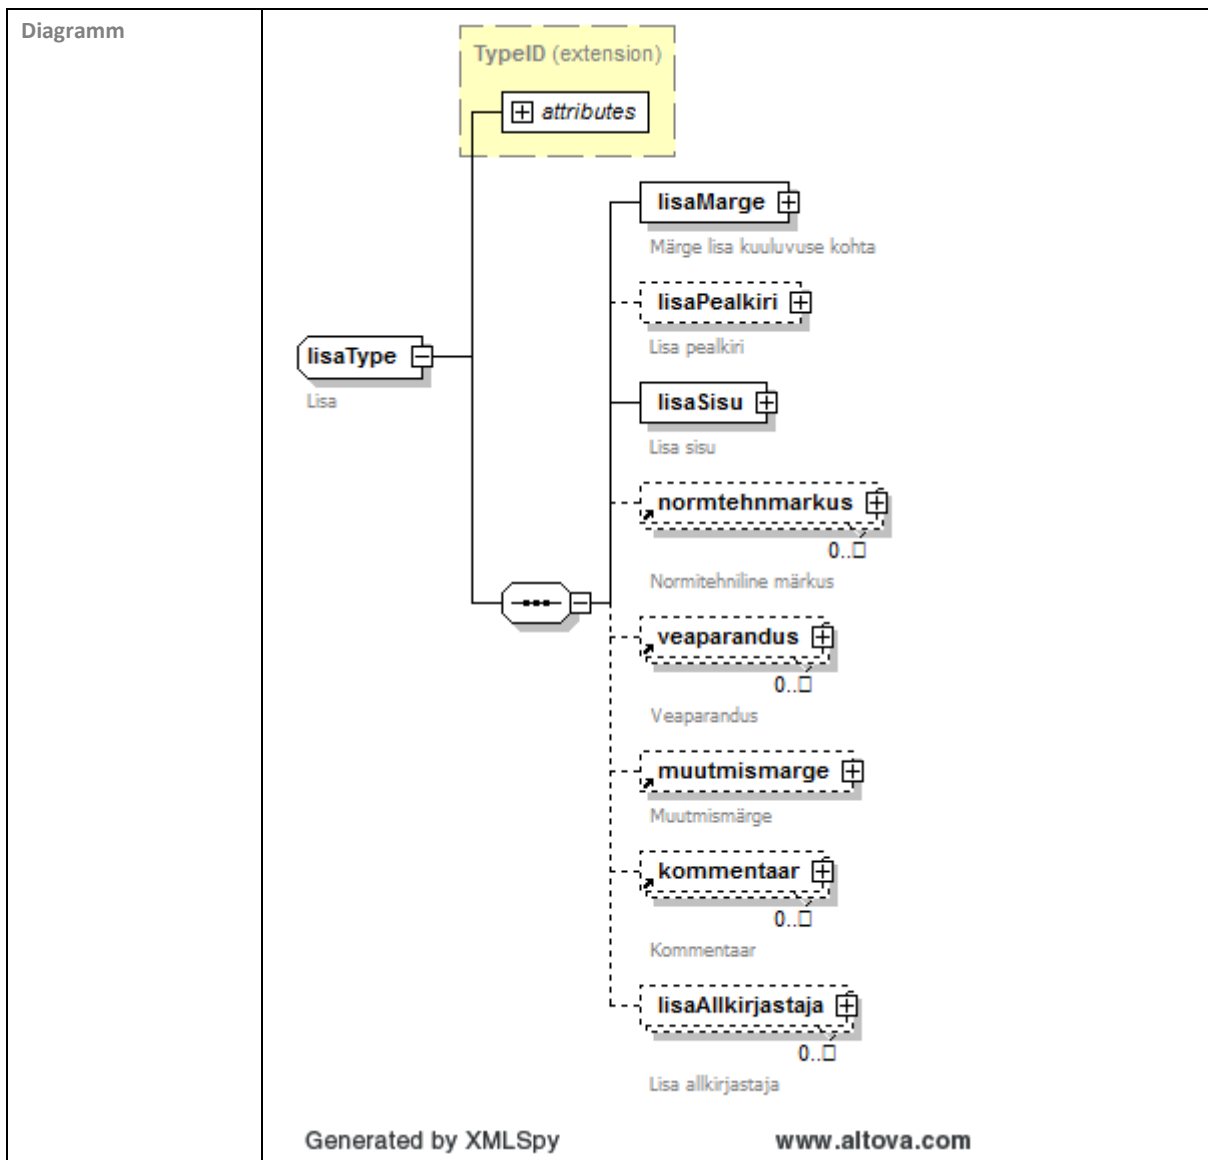 Diagramm
TypeID (extension)
attributes
lisaMarge
Märge lisa kuuluvuse kohta
lisaPealkiri
Lisa pealkiri
lisaType
Lisa
lisaSisu
Lisa sisu
normtehnmarkus
0..□
Normitehniline märkus
veaparandus
0..□
Veaparandus
muutmismarge
Muutmismärge
kommentaar
0..□
Kommentaar
lisaAllkirjastaja
0..□
Lisa allkirjastaja
Generated by XMLSpy www.altova.com